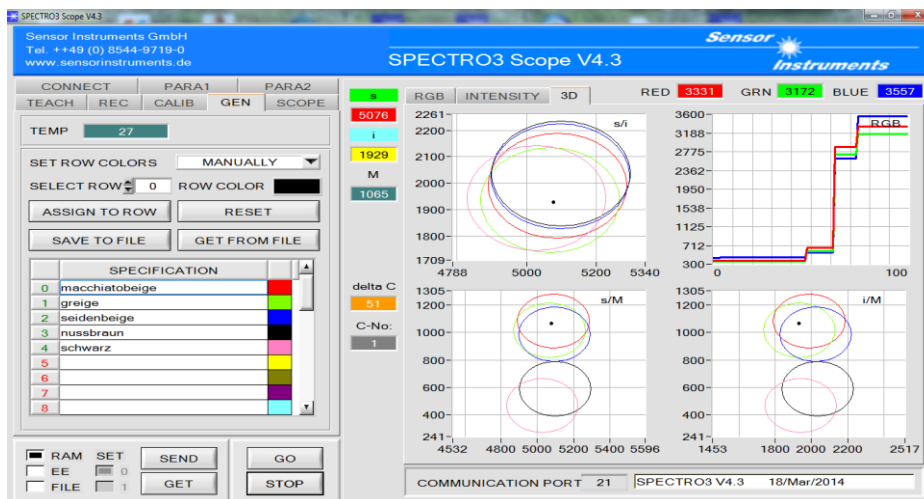 SPECTRO3 Scope V4.3
Sensor Instruments GmbH
Tel. ++49 (0) 8544-9719-0
www.sensorinstruments.de
SPECTRO3 Scope V4.3
Sensor
Instruments
CONNECT PARA1 PARA2
TEACH REC CALIB GEN SCOPE
TEMP 27
SET ROW COLORS MANUALLY
SELECT ROW 0 ROW COLOR
ASSIGN TO ROW RESET
SAVE TO FILE GET FROM FILE
SPECIFICATION
0 macchiatobeige
1 greige
2 seidenbeige
3 nussbraun
4 schwarz
5
6
7
8
RAM SET
EE 0
FILE 1
SEND GO
GET STOP
s
5076
i
1929
M
1065
delta C
51
C-No:
1
RGB INTENSITY 3D
RED 3331 GRN 3172 BLUE 3557
s/i
2261-
2200-
2100-
2000-
1900-
1800-
1709-
4788 5000 5200 5340
RGB
3600-
3188-
2775-
2362-
1950-
1538-
1125-
712-
300-
0 100
s/M
1305-
1200-
1000-
800-
600-
400-
241-
4532 4800 5000 5200 5400 5596
i/M
1305-
1200-
1000-
800-
600-
400-
241-
1453 1800 2000 2200 2517
COMMUNICATION PORT 21 SPECTRO3 V4.3 18/Mar/2014